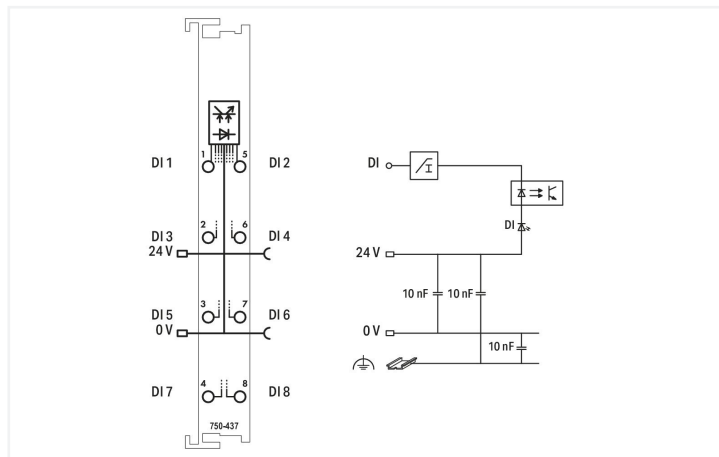 1 5
DI 1 DI 2
2 6
DI 3 DI 4
24 V
3 7
DI 5 DI 6
0 V
4 8
DI 7 DI 8
750-437
DI
DI
24 V
10 nF 10 nF
0 V
10 nF